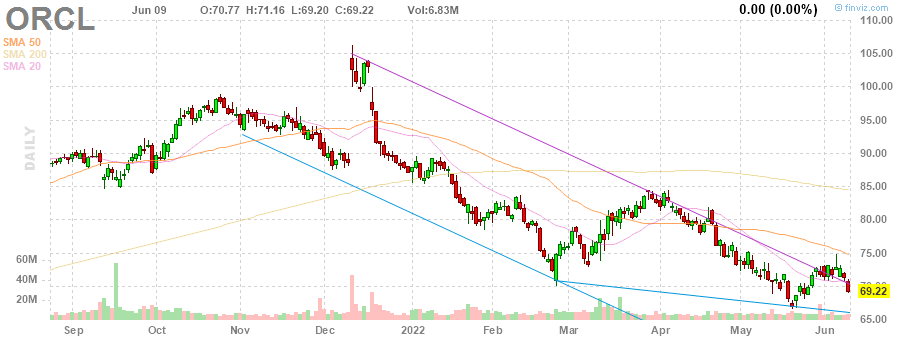 ORCL
Jun 09 O:70.77 H:71.16 L:69.20 C:69.22 Vol:6.83M
0.00 (0.00%)
finviz.com
SMA 50
SMA 200
SMA 20
DAILY
110.00
105.00
100.00
95.00
90.00
85.00
80.00
75.00
69.22
65.00
60M
40M
20M
Sep Oct Nov Dec 2022 Feb Mar Apr May Jun